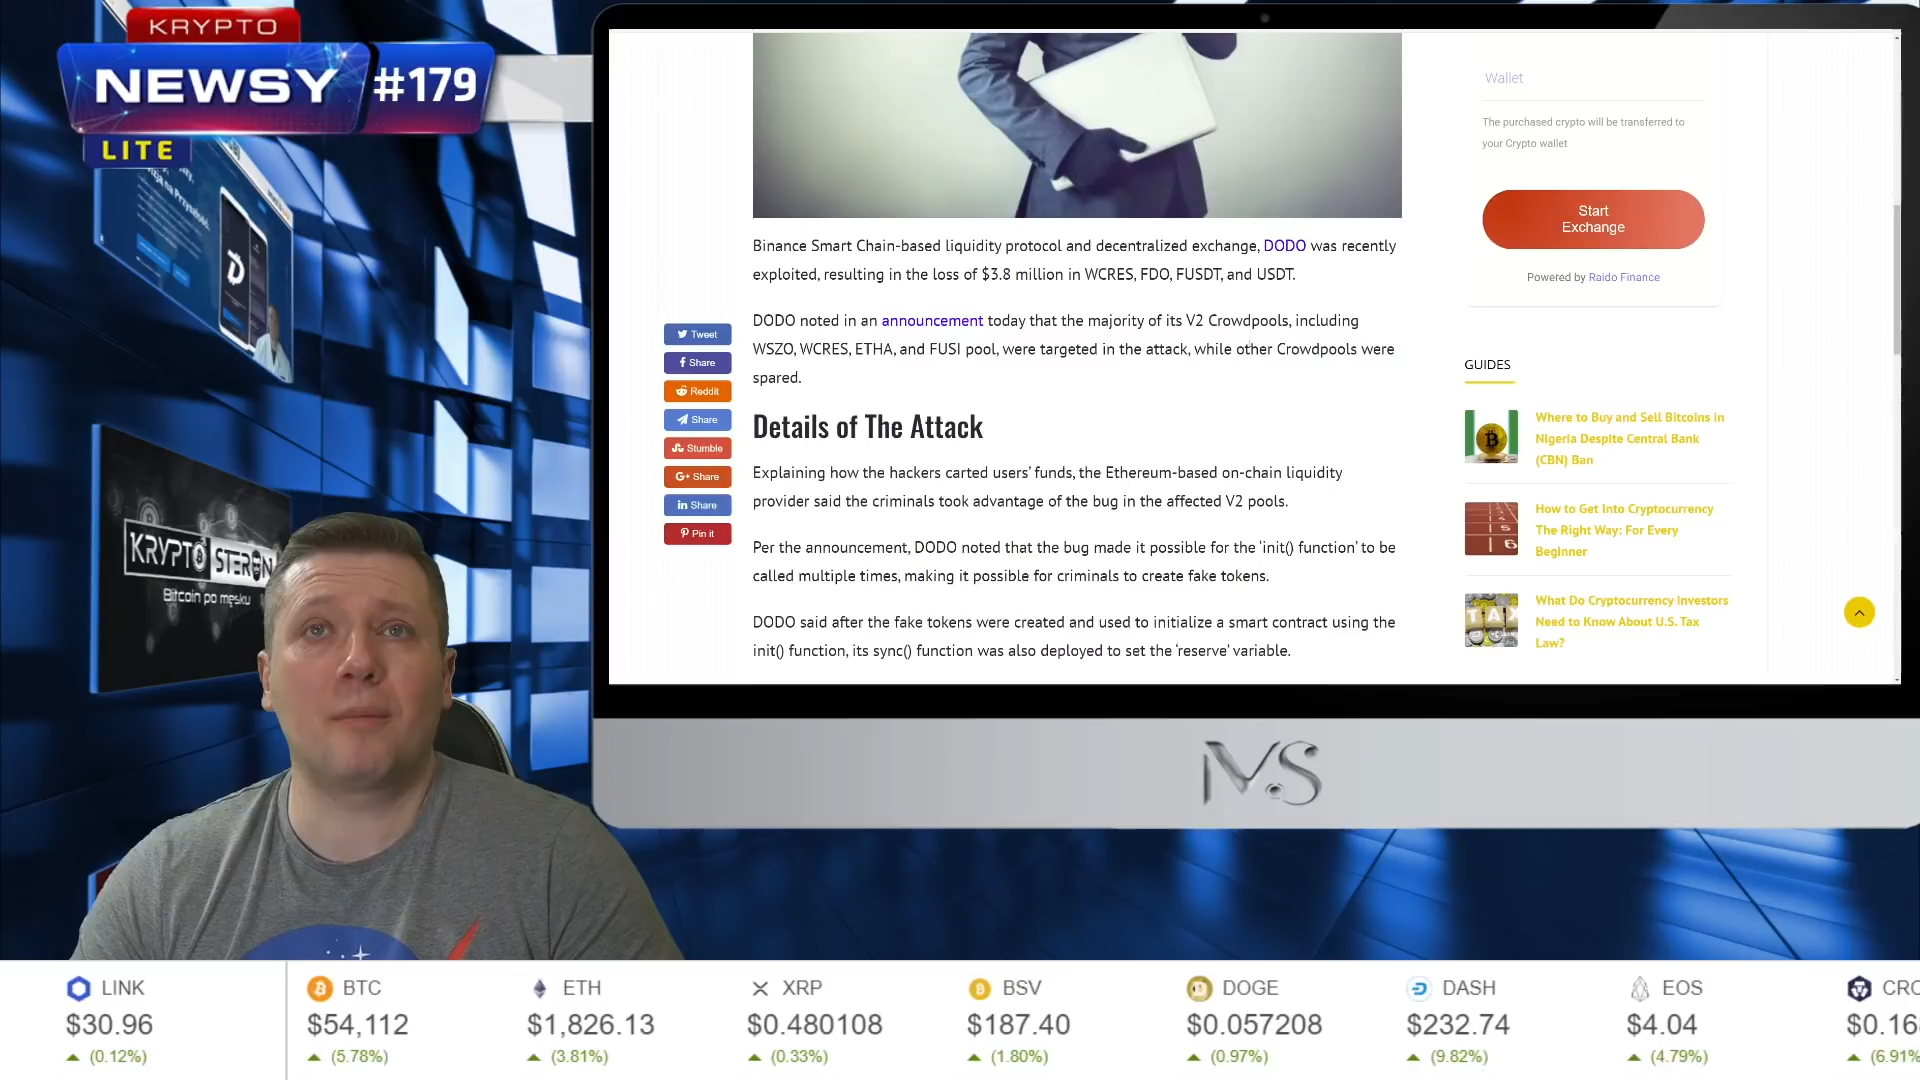 KRYPTO
NEWSY #179
LITE
KRYPTO STERON
Bitcoin po męsku
Tweet
Share
Reddit
Share
Stumble
Share
Share
Pin it
Binance Smart Chain-based liquidity protocol and decentralized exchange, DODO was recently
exploited, resulting in the loss of $3.8 million in WCRES, FDO, FUSDT, and USDT.
DODO noted in an announcement today that the majority of its V2 Crowdpools, including
WSZO, WCRES, ETHA, and FUSI pool, were targeted in the attack, while other Crowdpools were
spared.
Details of The Attack
Explaining how the hackers carted users’ funds, the Ethereum-based on-chain liquidity
provider said the criminals took advantage of the bug in the affected V2 pools.
Per the announcement, DODO noted that the bug made it possible for the ‘init() function’ to be
called multiple times, making it possible for criminals to create fake tokens.
DODO said after the fake tokens were created and used to initialize a smart contract using the
init() function, its sync() function was also deployed to set the ‘reserve’ variable.
Wallet
The purchased crypto will be transferred to
your Crypto wallet
Start
Exchange
Powered by Raido Finance
GUIDES
Where to Buy and Sell Bitcoins in
Nigeria Despite Central Bank
(CBN) Ban
How to Get Into Cryptocurrency
The Right Way: For Every
Beginner
TAX
What Do Cryptocurrency Investors
Need to Know About U.S. Tax
Law?
MS
LINK
$30.96
(0.12%)
BTC
$54,112
(5.78%)
ETH
$1,826.13
(3.81%)
XRP
$0.480108
(0.33%)
BSV
$187.40
(1.80%)
DOGE
$0.057208
(0.97%)
DASH
$232.74
(9.82%)
EOS
$4.04
(4.79%)
CRO
$0.16
(6.91%